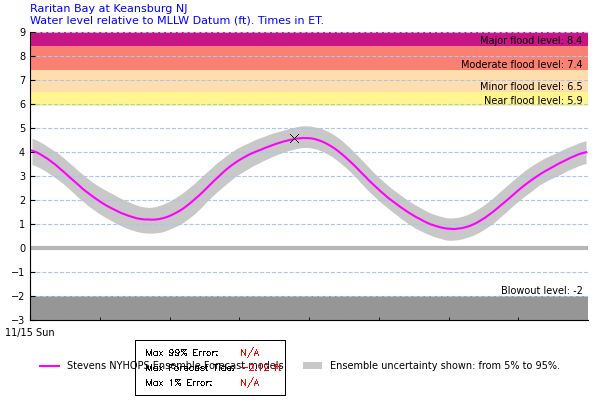 Raritan Bay at Keansburg NJ
Water level relative to MLLW Datum (ft). Times in ET.
9
Major flood level: 8.4
8
Moderate flood level: 7.4
7
Minor flood level: 6.5
Near flood level: 5.9
6
5
4
3
2
1
0
−1
−2
Blowout level: -2
−3
11/15 Sun
Max 99% Error: N/A
Stevens NYHOPS Ensemble Forecast models
Ensemble uncertainty shown: from 5% to 95%.
Max Forecast Tide:
Max 1% Error: N/A